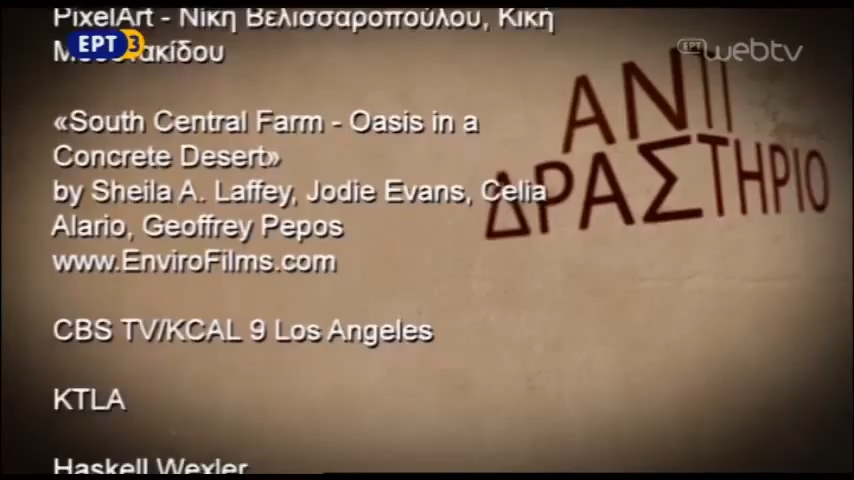 PixelArt - Νίκη Βελισσαροπούλου, Κική
ΕΡΤ3
ΕΡΤ webtv
ΑΝΤΙ
ΔΡΑΣΤΗΡΙΟ
«South Central Farm - Oasis in a
Concrete Desert»
by Sheila A. Laffey, Jodie Evans, Celia
Alario, Geoffrey Pepos
www.EnviroFilms.com
CBS TV/KCAL 9 Los Angeles
KTLA
Haskell Wexler